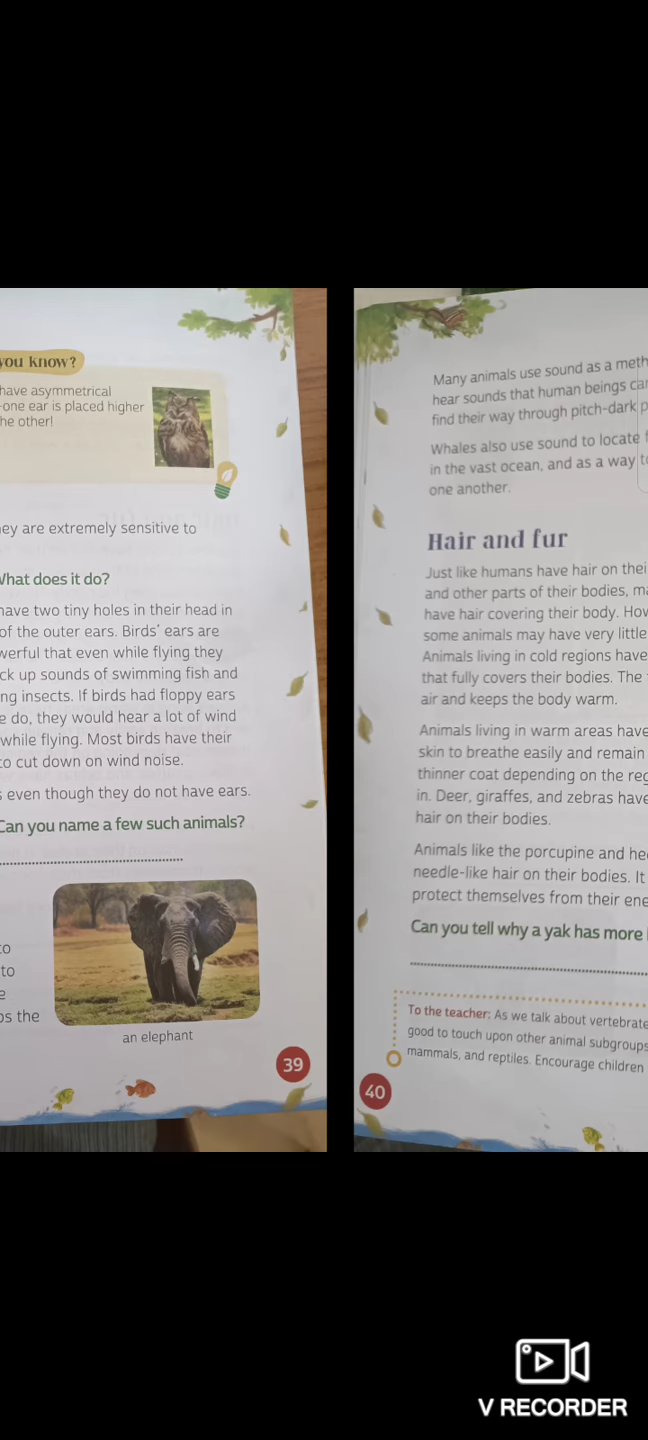 you know?
have asymmetrical
one ear is placed higher
he other!
ey are extremely sensitive to
What does it do?
have two tiny holes in their head in
of the outer ears. Birds' ears are
werful that even while flying they
ck up sounds of swimming fish and
ng insects. If birds had floppy ears
e do, they would hear a lot of wind
while flying. Most birds have their
to cut down on wind noise.
s even though they do not have ears.
Can you name a few such animals?
to
to
e
ps the
an elephant
39
Many animals use sound as a meth
hear sounds that human beings can
find their way through pitch-dark p
Whales also use sound to locate f
in the vast ocean, and as a way to
one another.
Hair and fur
Just like humans have hair on thei
and other parts of their bodies, ma
have hair covering their body. How
some animals may have very little
Animals living in cold regions have
that fully covers their bodies. The
air and keeps the body warm.
Animals living in warm areas have
skin to breathe easily and remain
thinner coat depending on the reg
in. Deer, giraffes, and zebras have
hair on their bodies.
Animals like the porcupine and hed
needle-like hair on their bodies. It
protect themselves from their ene
Can you tell why a yak has more
To the teacher: As we talk about vertebrate
good to touch upon other animal subgroups
mammals, and reptiles. Encourage children
40
V RECORDER